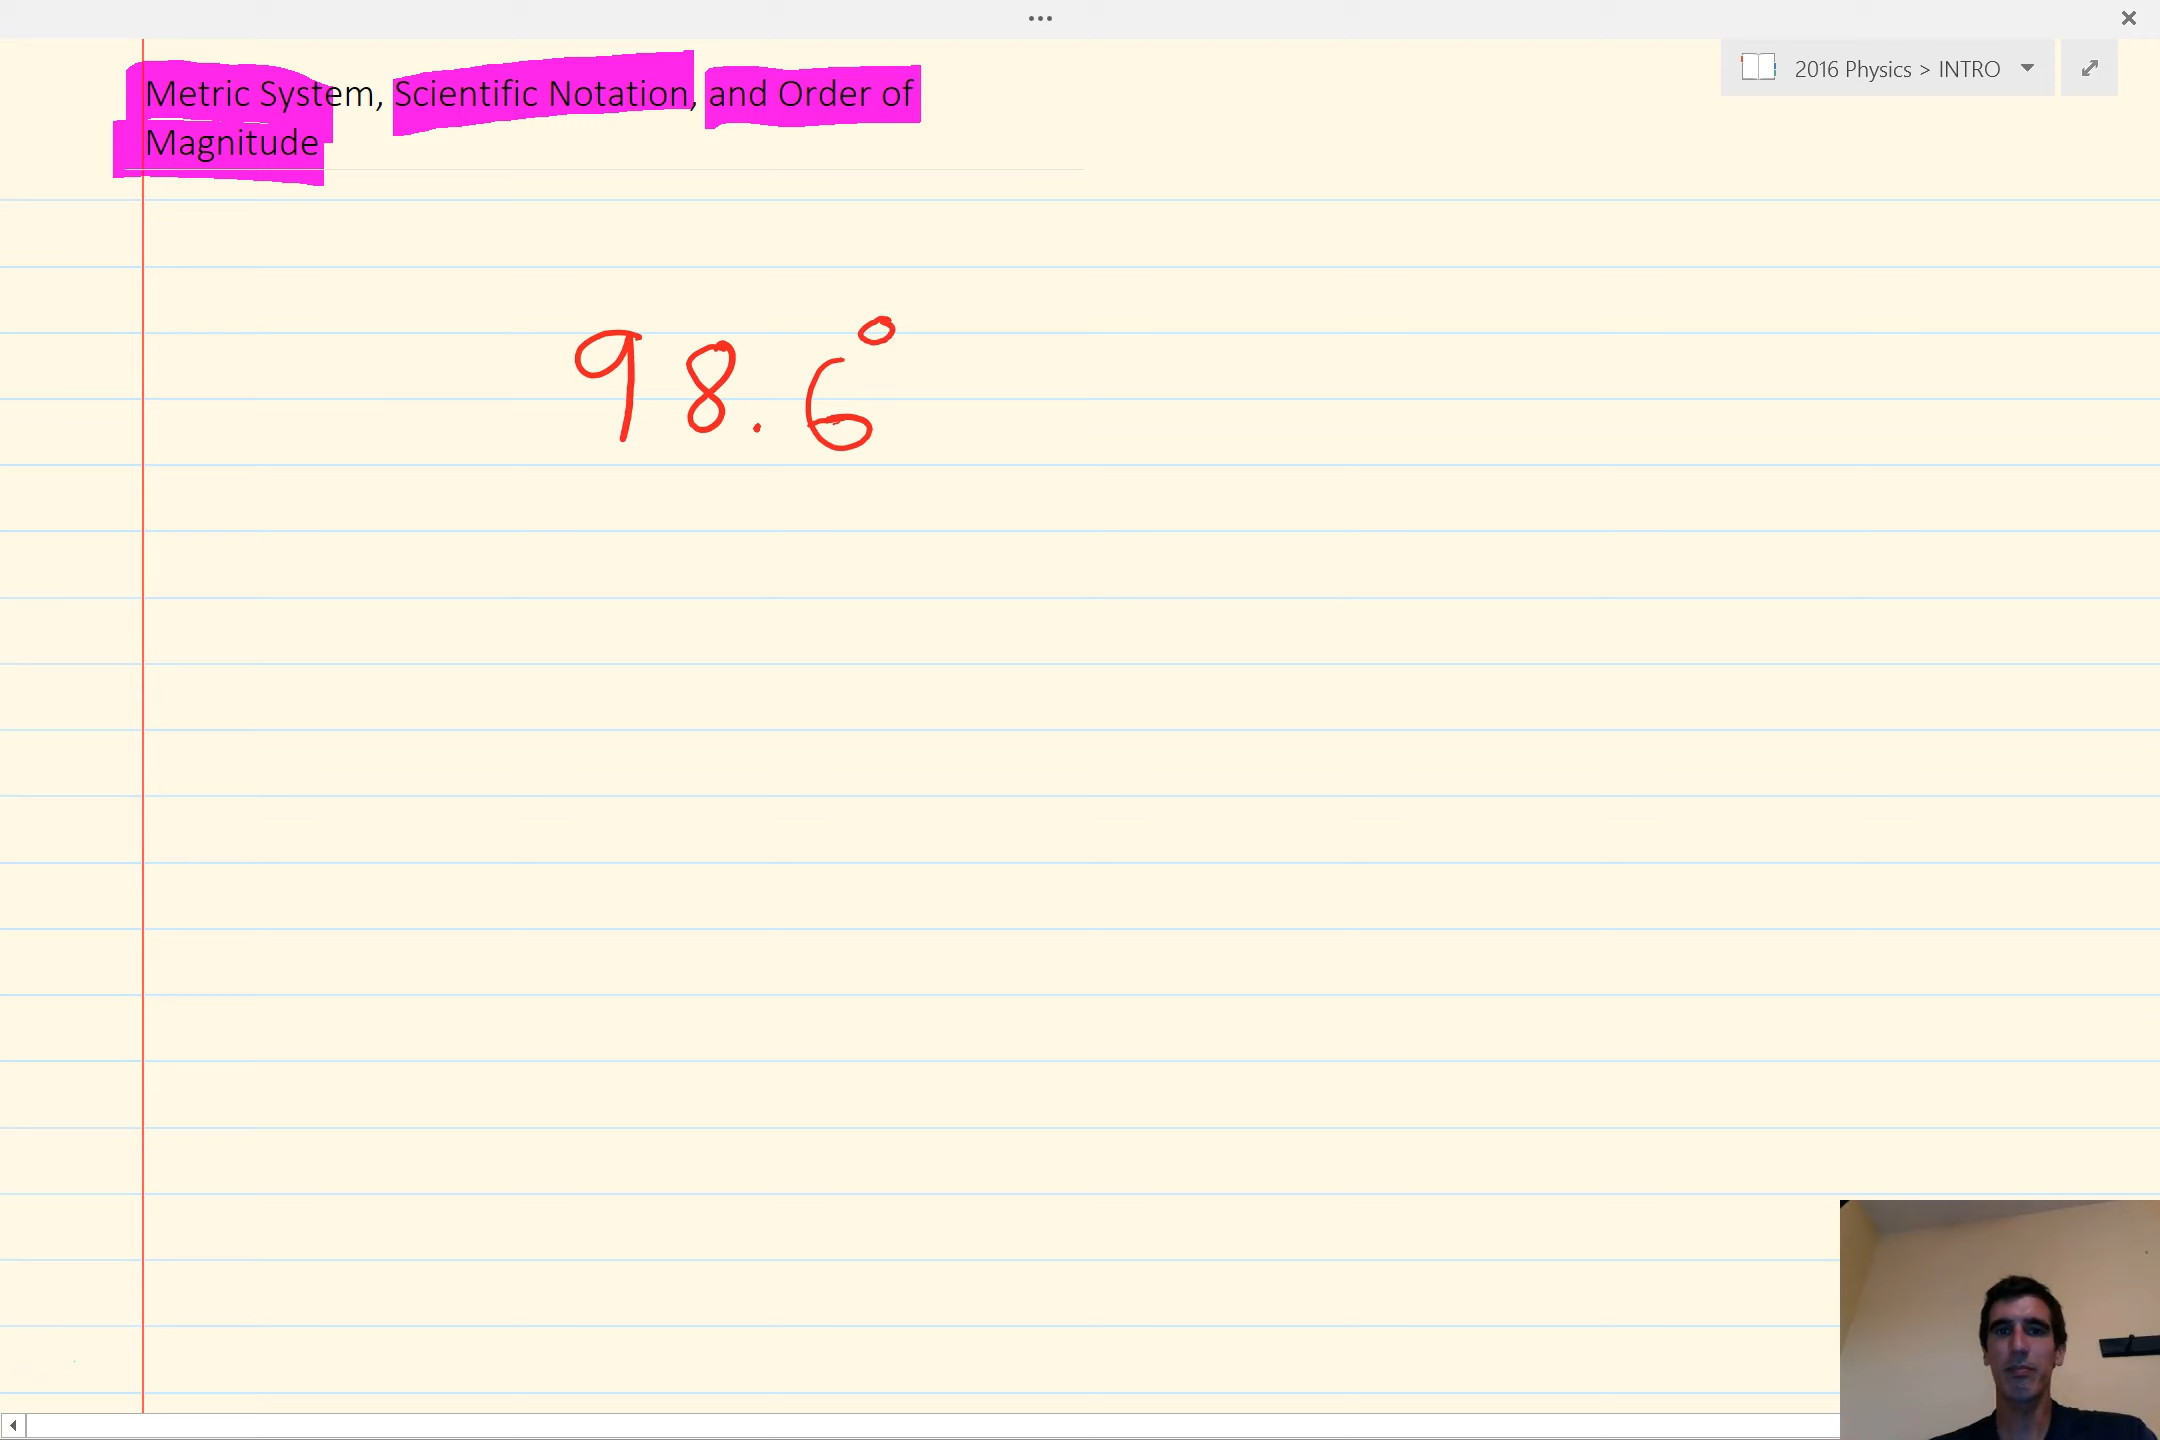 Metric System, Scientific Notation, and Order of
Magnitude
2016 Physics > INTRO
98.6°